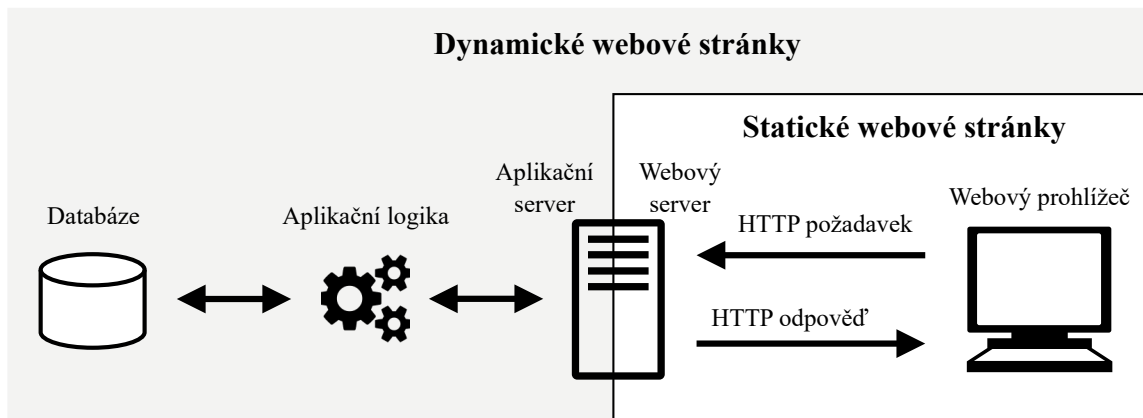 Dynamické webové stránky
Statické webové stránky
Aplikační
server
Webový
server
Databáze
Aplikační logika
Webový prohlížeč
HTTP požadavek
HTTP odpověď